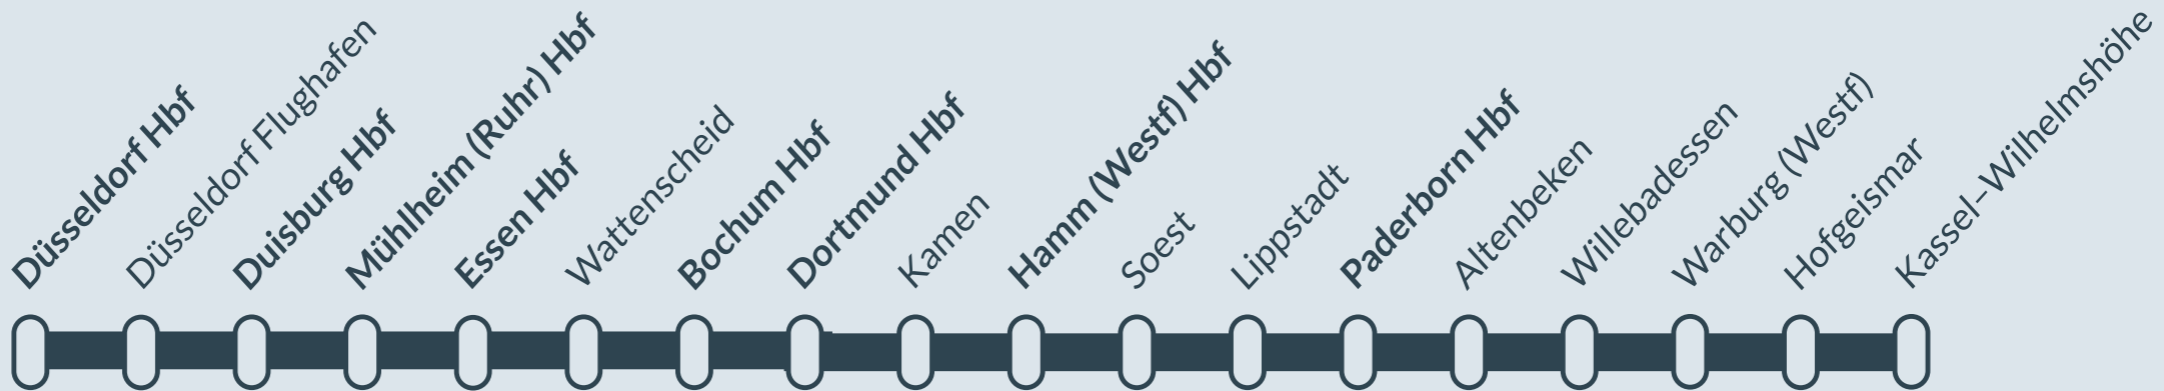 Düsseldorf Hbf
Düsseldorf Flughafen
Duisburg Hbf
Mühlheim (Ruhr) Hbf
Essen Hbf
Wattenscheid
Bochum Hbf
Dortmund Hbf
Kamen
Hamm (Westf) Hbf
Soest
Lippstadt
Paderborn Hbf
Altenbeken
Willebadessen
Warburg (Westf)
Hofgeismar
Kassel-Wilhelmshöhe